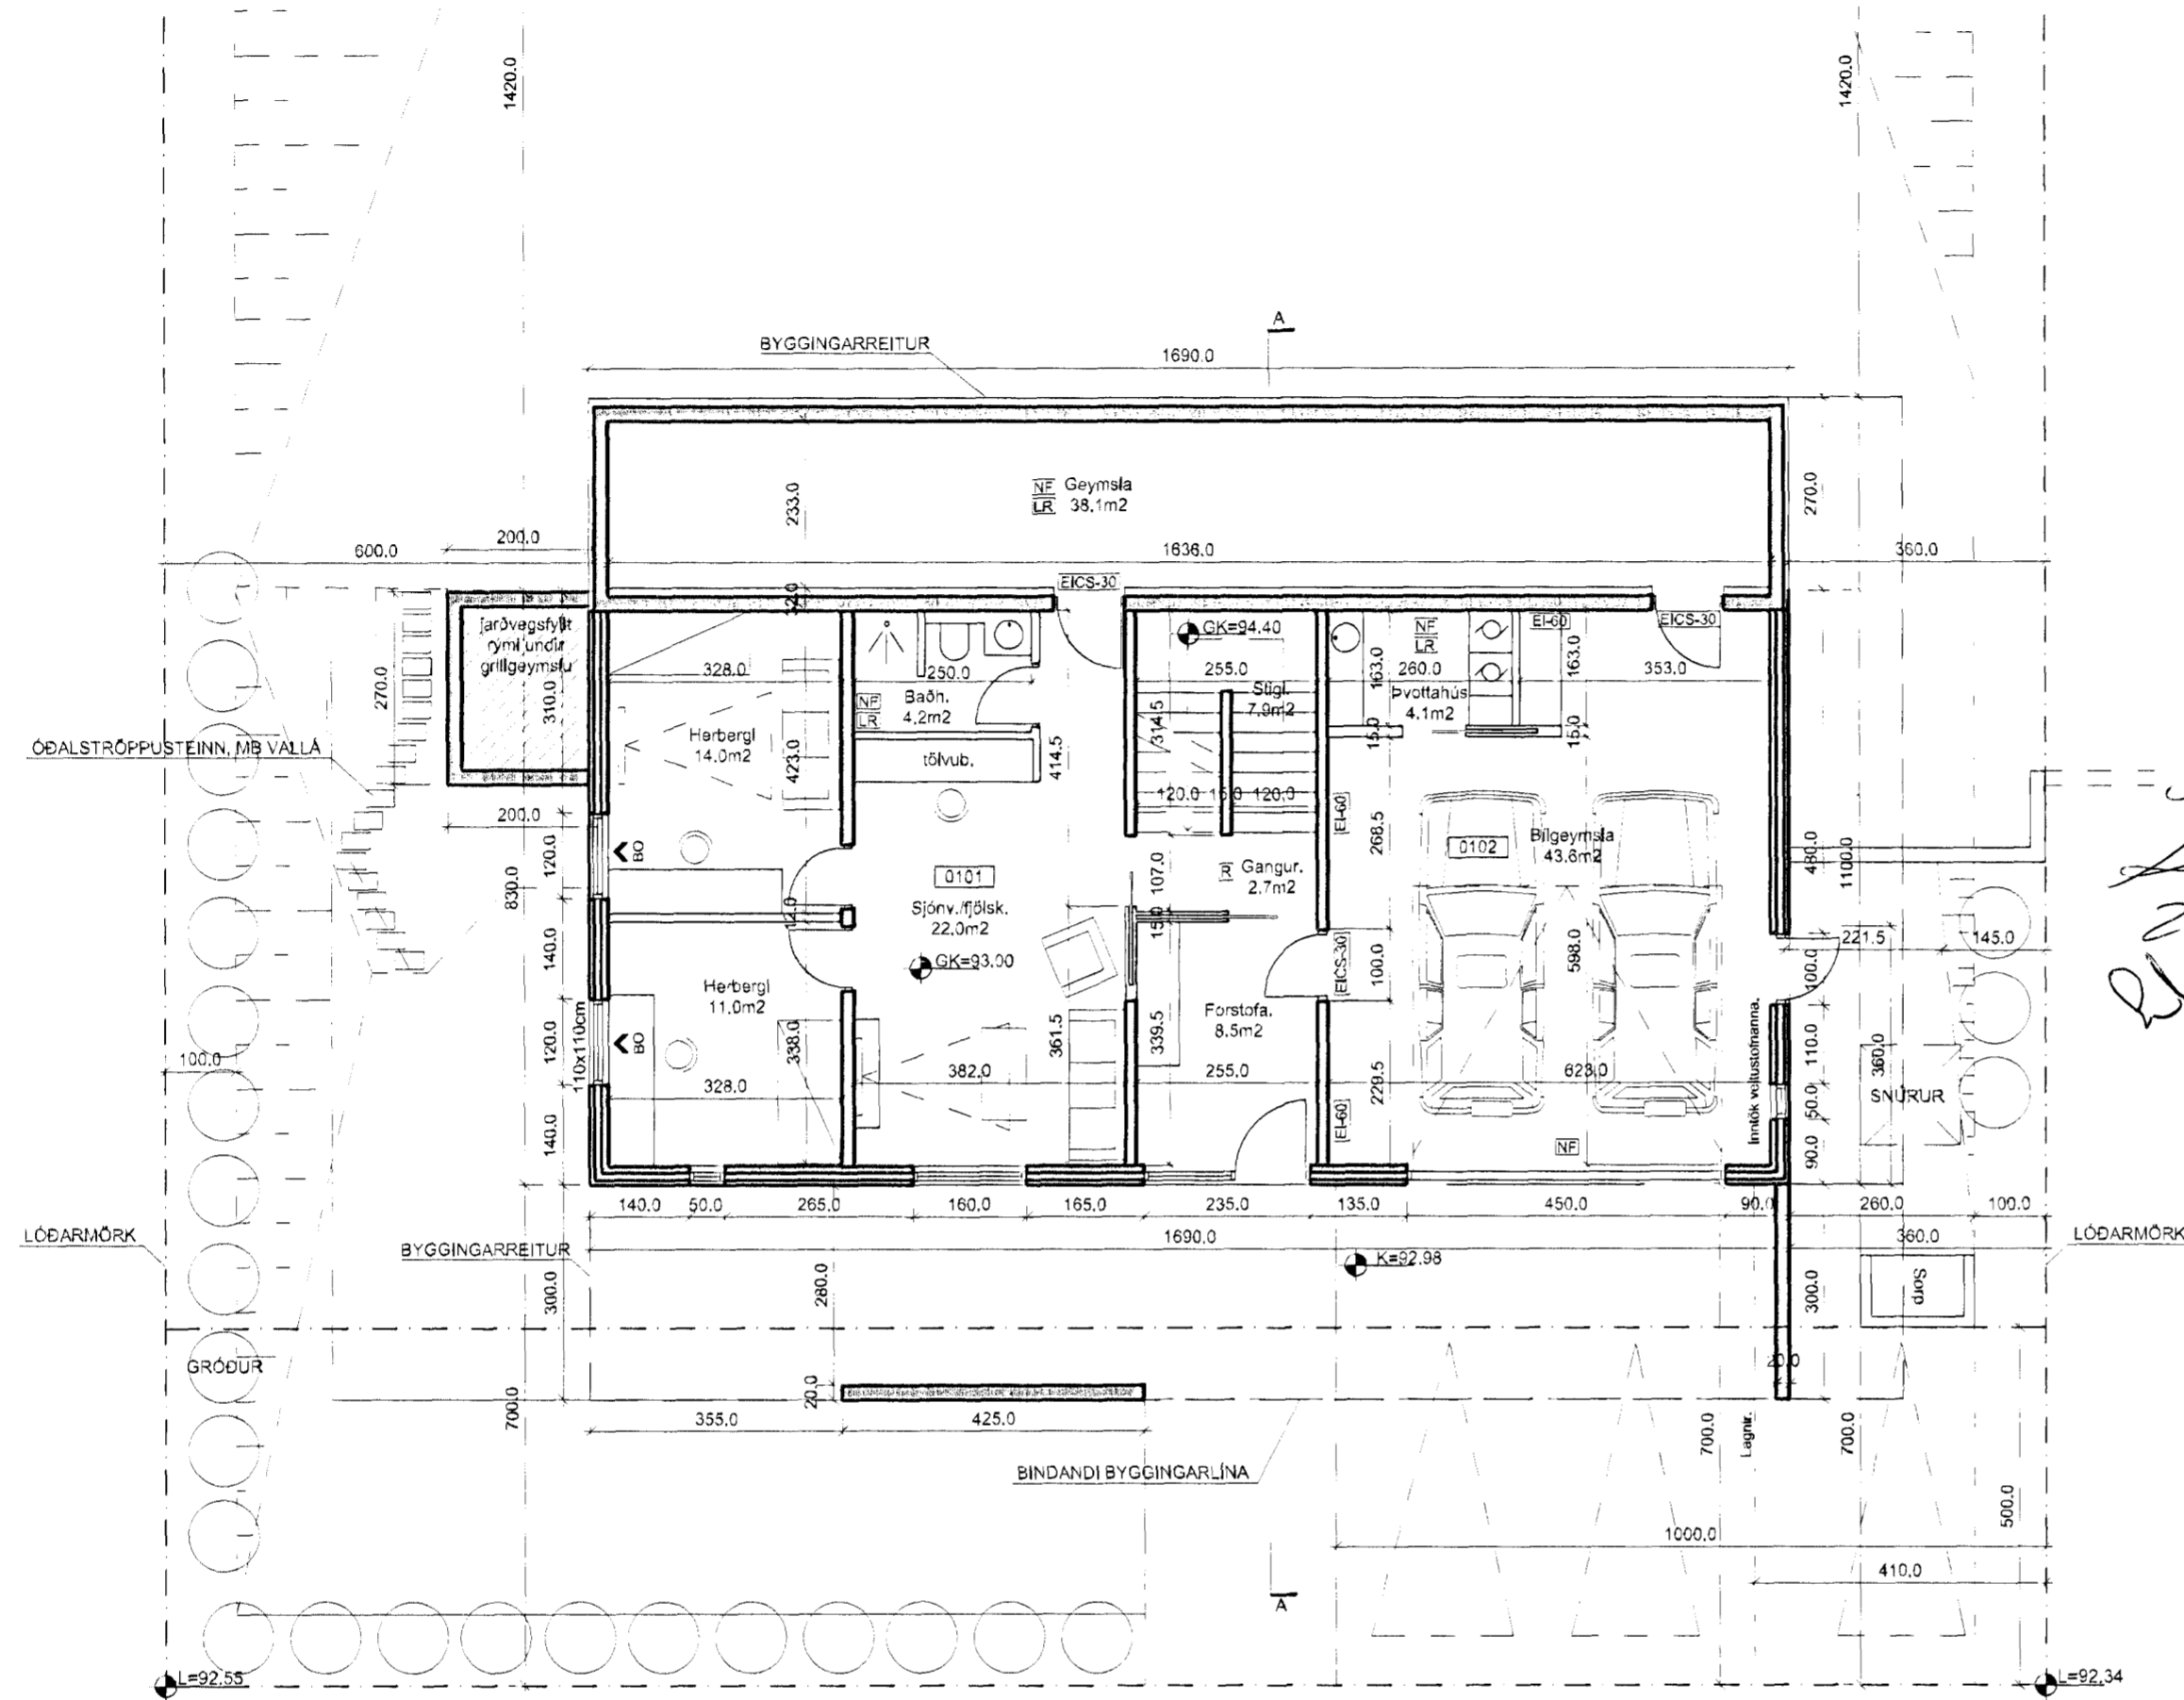 1420.0
1420.0
A
BYGGINGARREITUR
1690.0
NF Geymsla
LR 38,1m2
233.0
270.0
200,0
600.0
1636.0
360.0
EICS-30
EI-60
EICS-30
jarðvegsfyllt
rými undir
grillgeymslu
270.0
310.0
328.0
250.0
GK=94.40
255.0
NF
LR
163.0
260.0
163.0
353.0
NF
LR
Baðh.
4,2m2
Stigi.
7,9m2
Þvottahús
4.1m2
314.5
15.0
15.0
ÓÐALSTRÖPPUSTEINN, MB VALLÁ
Herbergi
14.0m2
423.0
tölvub.
414.5
120.0
120,0
200.0
120.0
BO
830.0
EI-60
268.5
0102
Bílgeymsla
43.6m2
480.0
1100.0
0101
Sjónv./fjölsk.
22,0m2
107.0
R Gangur.
2.7m2
15.0
GK=93.00
140.0
EICS-30
100.0
598.0
221.5
145.0
100.0
Herbergi
11.0m2
Forstofa.
8.5m2
110x110cm
120.0
BO
338.0
361.5
339.5
100,0
328.0
382.0
255.0
229.5
623.0
Inntök veitustofnanna.
110.0
360.0
SNÚRUR
50.0
140.0
EI-60
NF
90.0
140.0 50.0 265.0 160.0 165.0 235.0 135.0 450.0 90.0 260.0 100.0
LÓÐARMÖRK
BYGGINGARREITUR
1690.0
360.0
LÓÐARMÖRK
K=92.98
300.0
280.0
300.0
Sorp
GRÓÐUR
20.0
20.0
700.0
355.0
425.0
700.0
Lagnir.
700.0
BINDANDI BYGGINGARLÍNA
500.0
1000.0
410.0
A
L=92.55
L=92,34